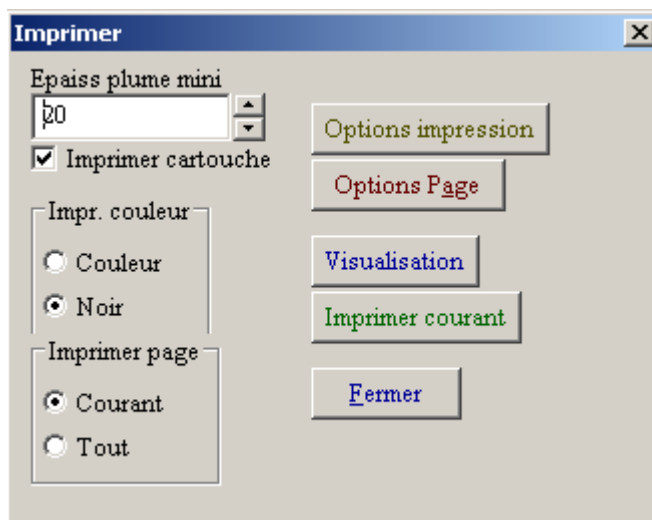 Imprimer
Epaiss plume mini
20
Imprimer cartouche
Impr. couleur
Couleur
Noir
Imprimer page
Courant
Tout
Options impression
Options Page
Visualisation
Imprimer courant
Fermer